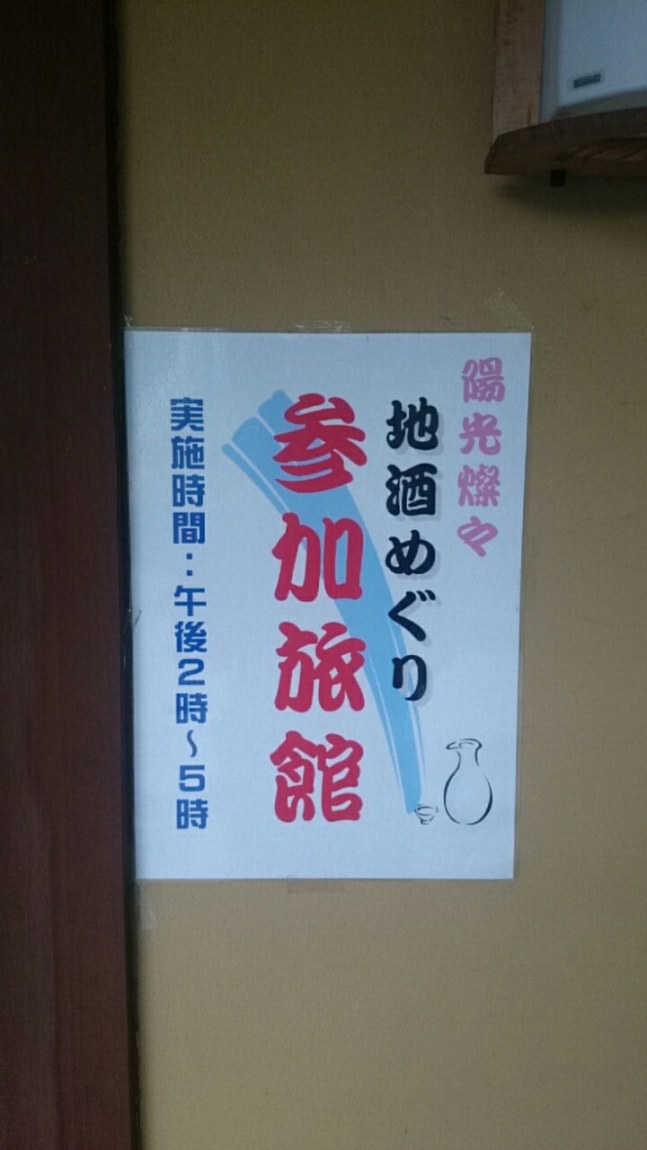 陽光燦々
地酒めぐり
参加旅館
実施時間:午後2時~5時